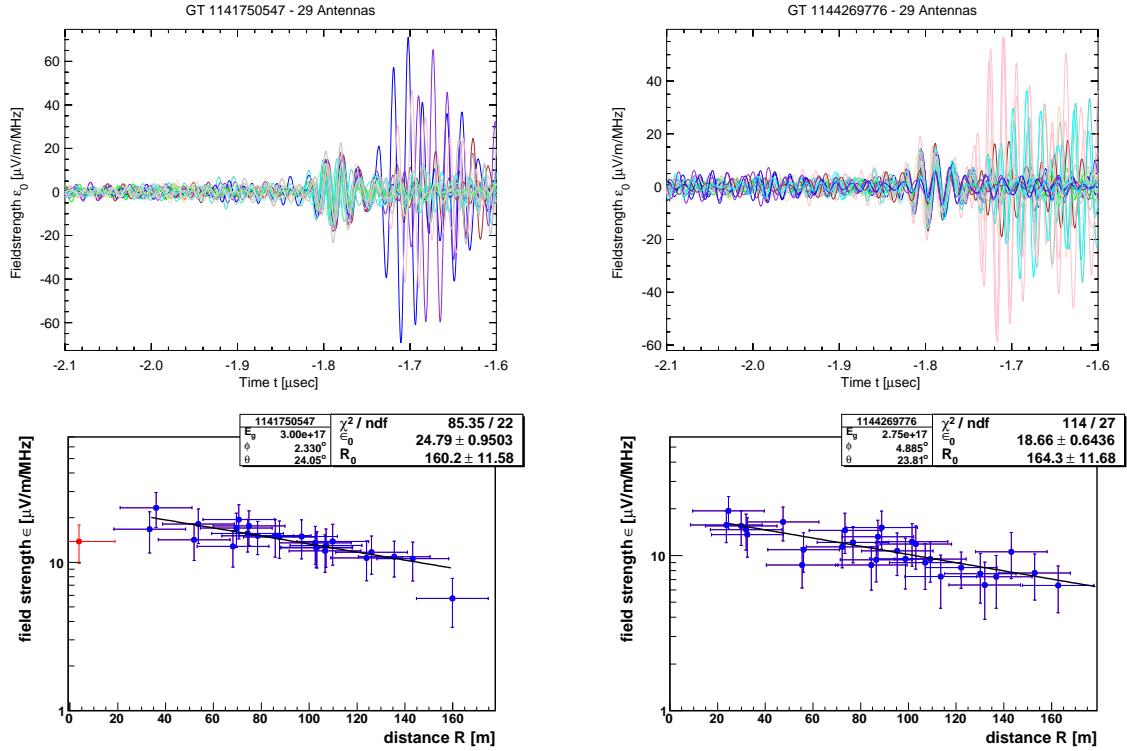 GT 1141750547 - 29 Antennas
Fieldstrength ε₀ [μV/m/MHz]
60
40
20
0
-20
-40
-60
-2.1 -2.0 -1.9 -1.8 -1.7 -1.6
Time t [μsec]
GT 1144269776 - 29 Antennas
Fieldstrength ε₀ [μV/m/MHz]
40
20
0
-20
-40
-60
-2.1 -2.0 -1.9 -1.8 -1.7 -1.6
Time t [μsec]
1141750547
E_g 3.00e+17
φ 2.330°
θ 24.05°
χ² / ndf 85.35 / 22
ϵ₀ 24.79 ± 0.9503
R₀ 160.2 ± 11.58
field strength ∈ [μV/m/MHz]
10
1
0 20 40 60 80 100 120 140 160
distance R [m]
1144269776
E_g 2.75e+17
φ 4.885°
θ 23.81°
χ² / ndf 114 / 27
ϵ₀ 18.66 ± 0.6436
R₀ 164.3 ± 11.68
field strength ∈ [μV/m/MHz]
10
1
0 20 40 60 80 100 120 140 160
distance R [m]